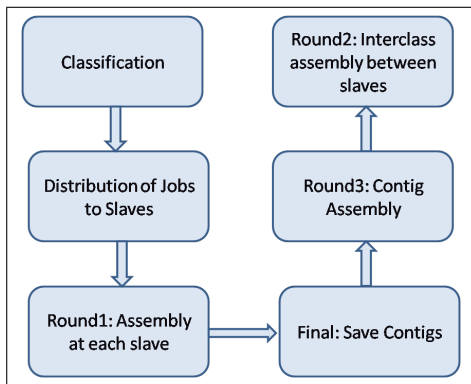 Classification
Distribution of Jobs
to Slaves
Round1: Assembly
at each slave
Final: Save Contigs
Round3: Contig
Assembly
Round2: Interclass
assembly between
slaves